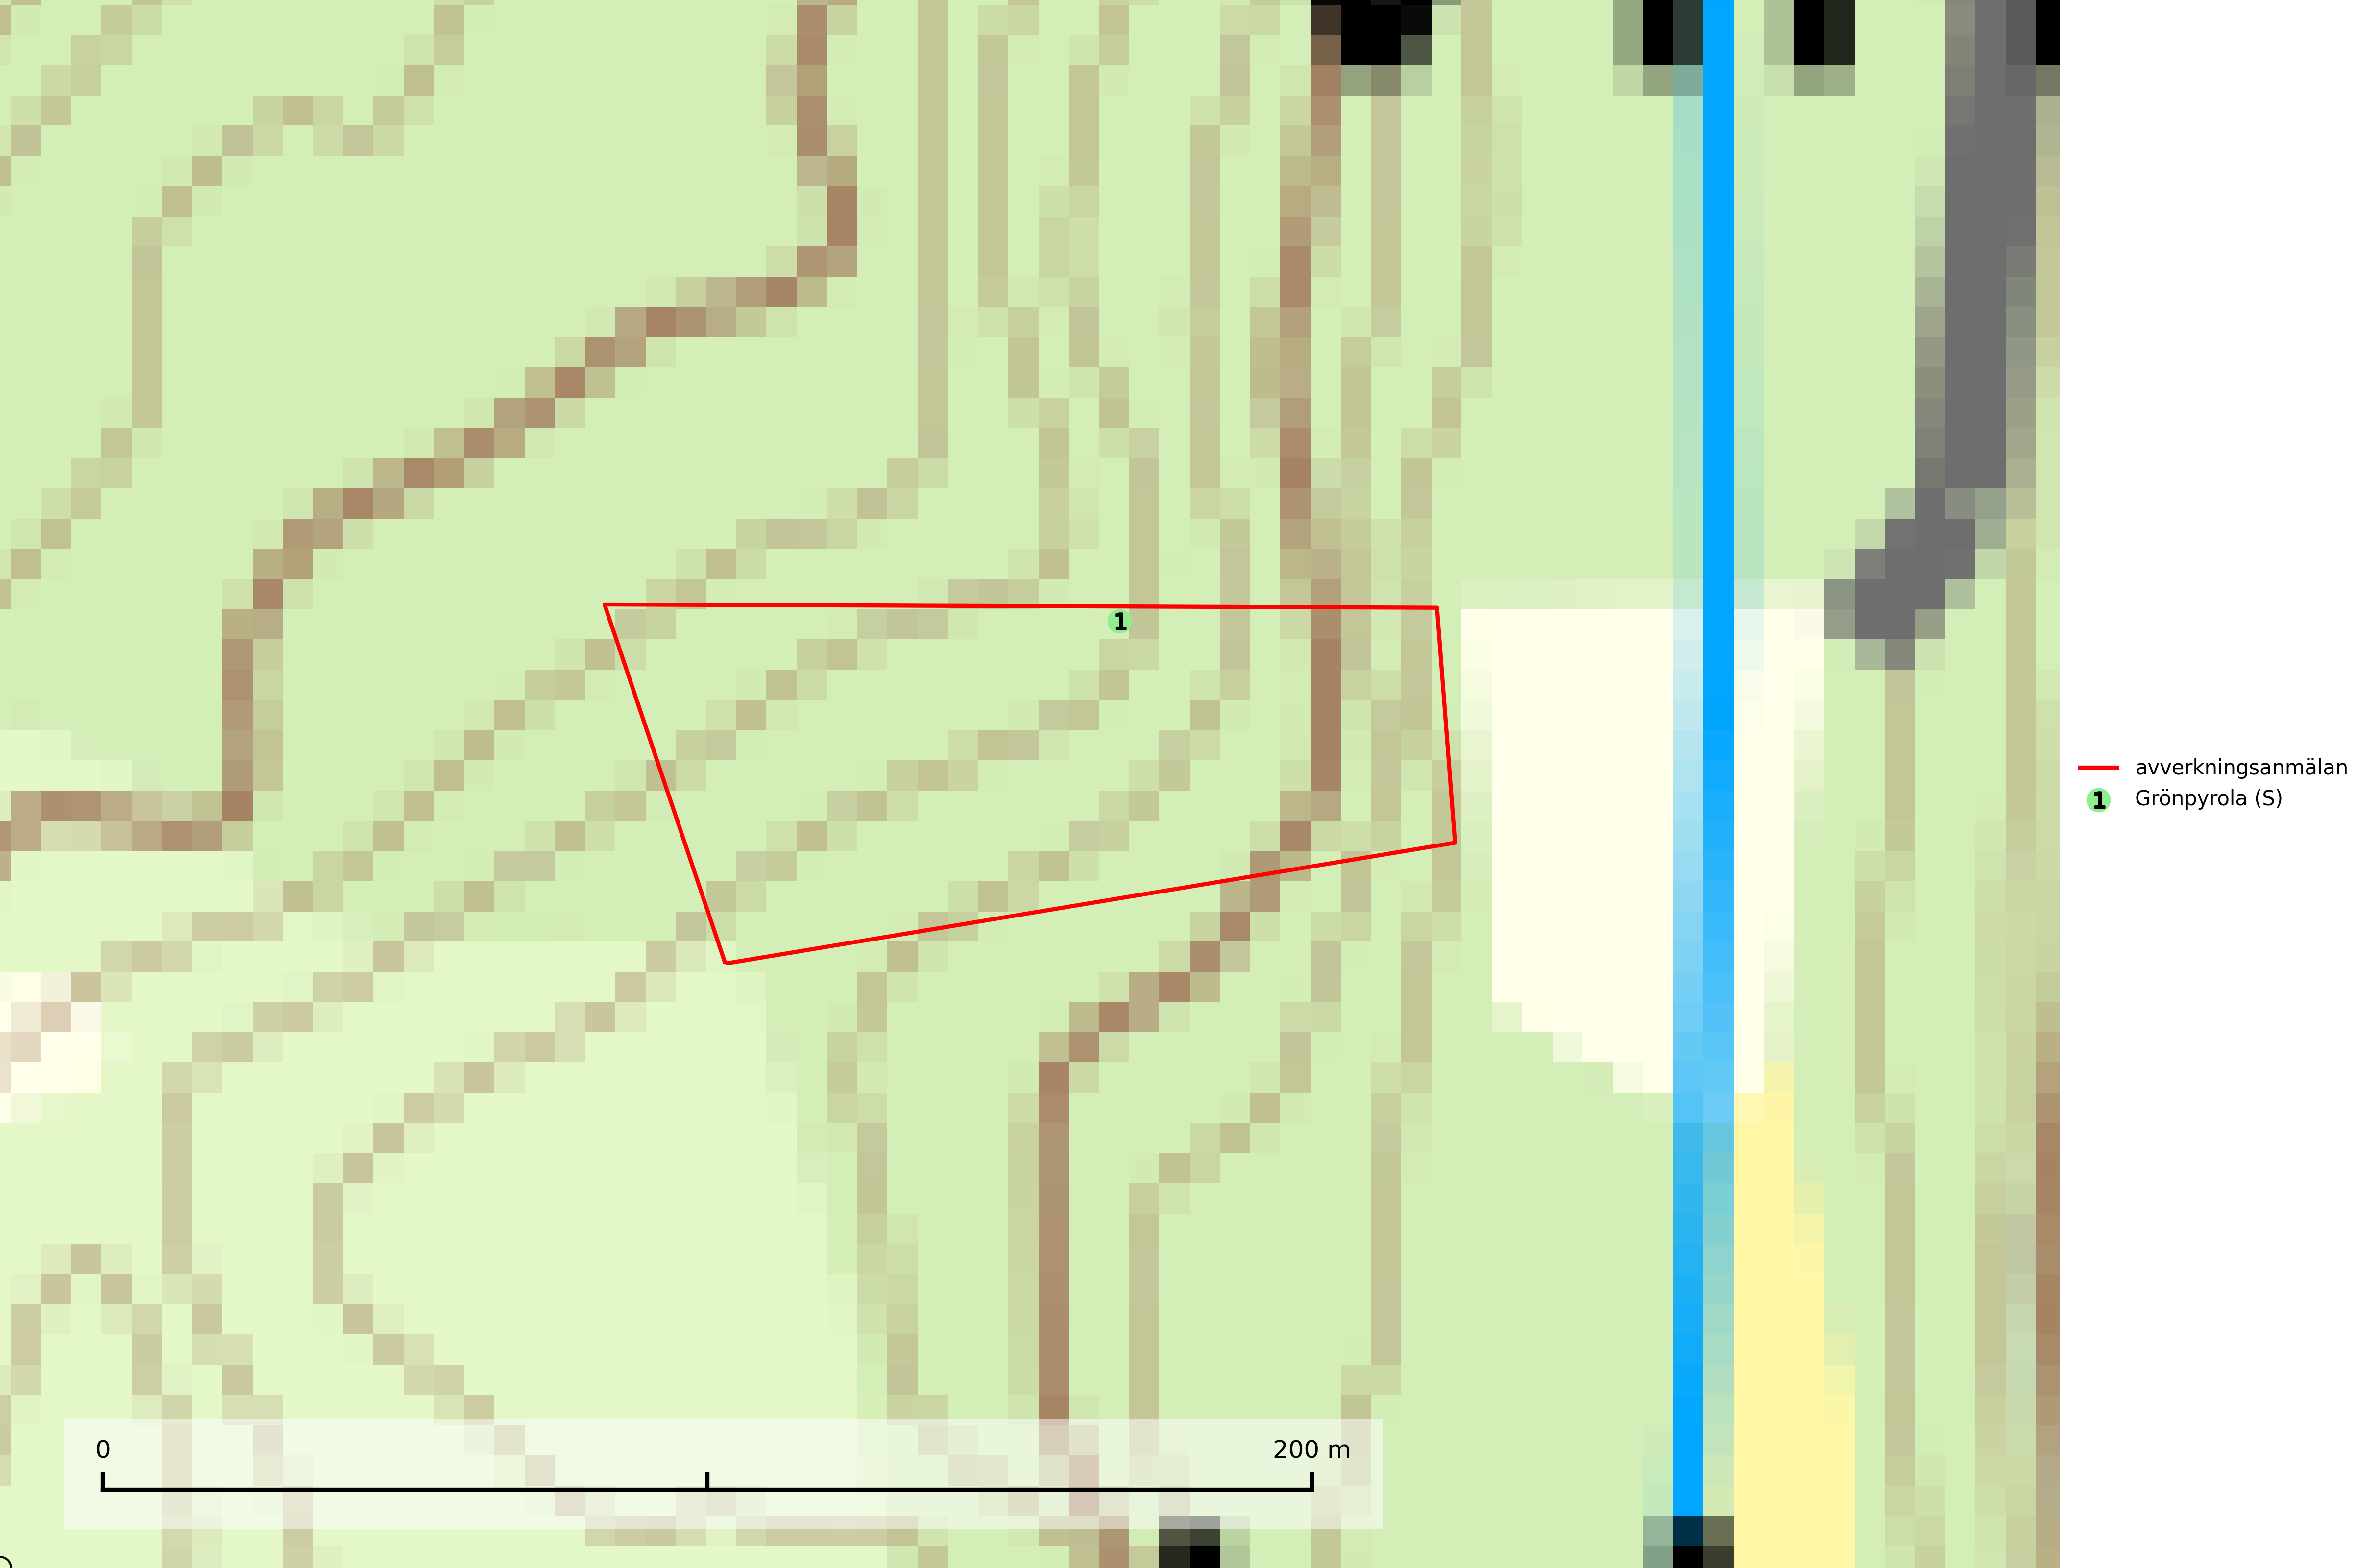 1
avverkningsanmälan
1 Grönpyrola (S)
0 200 m